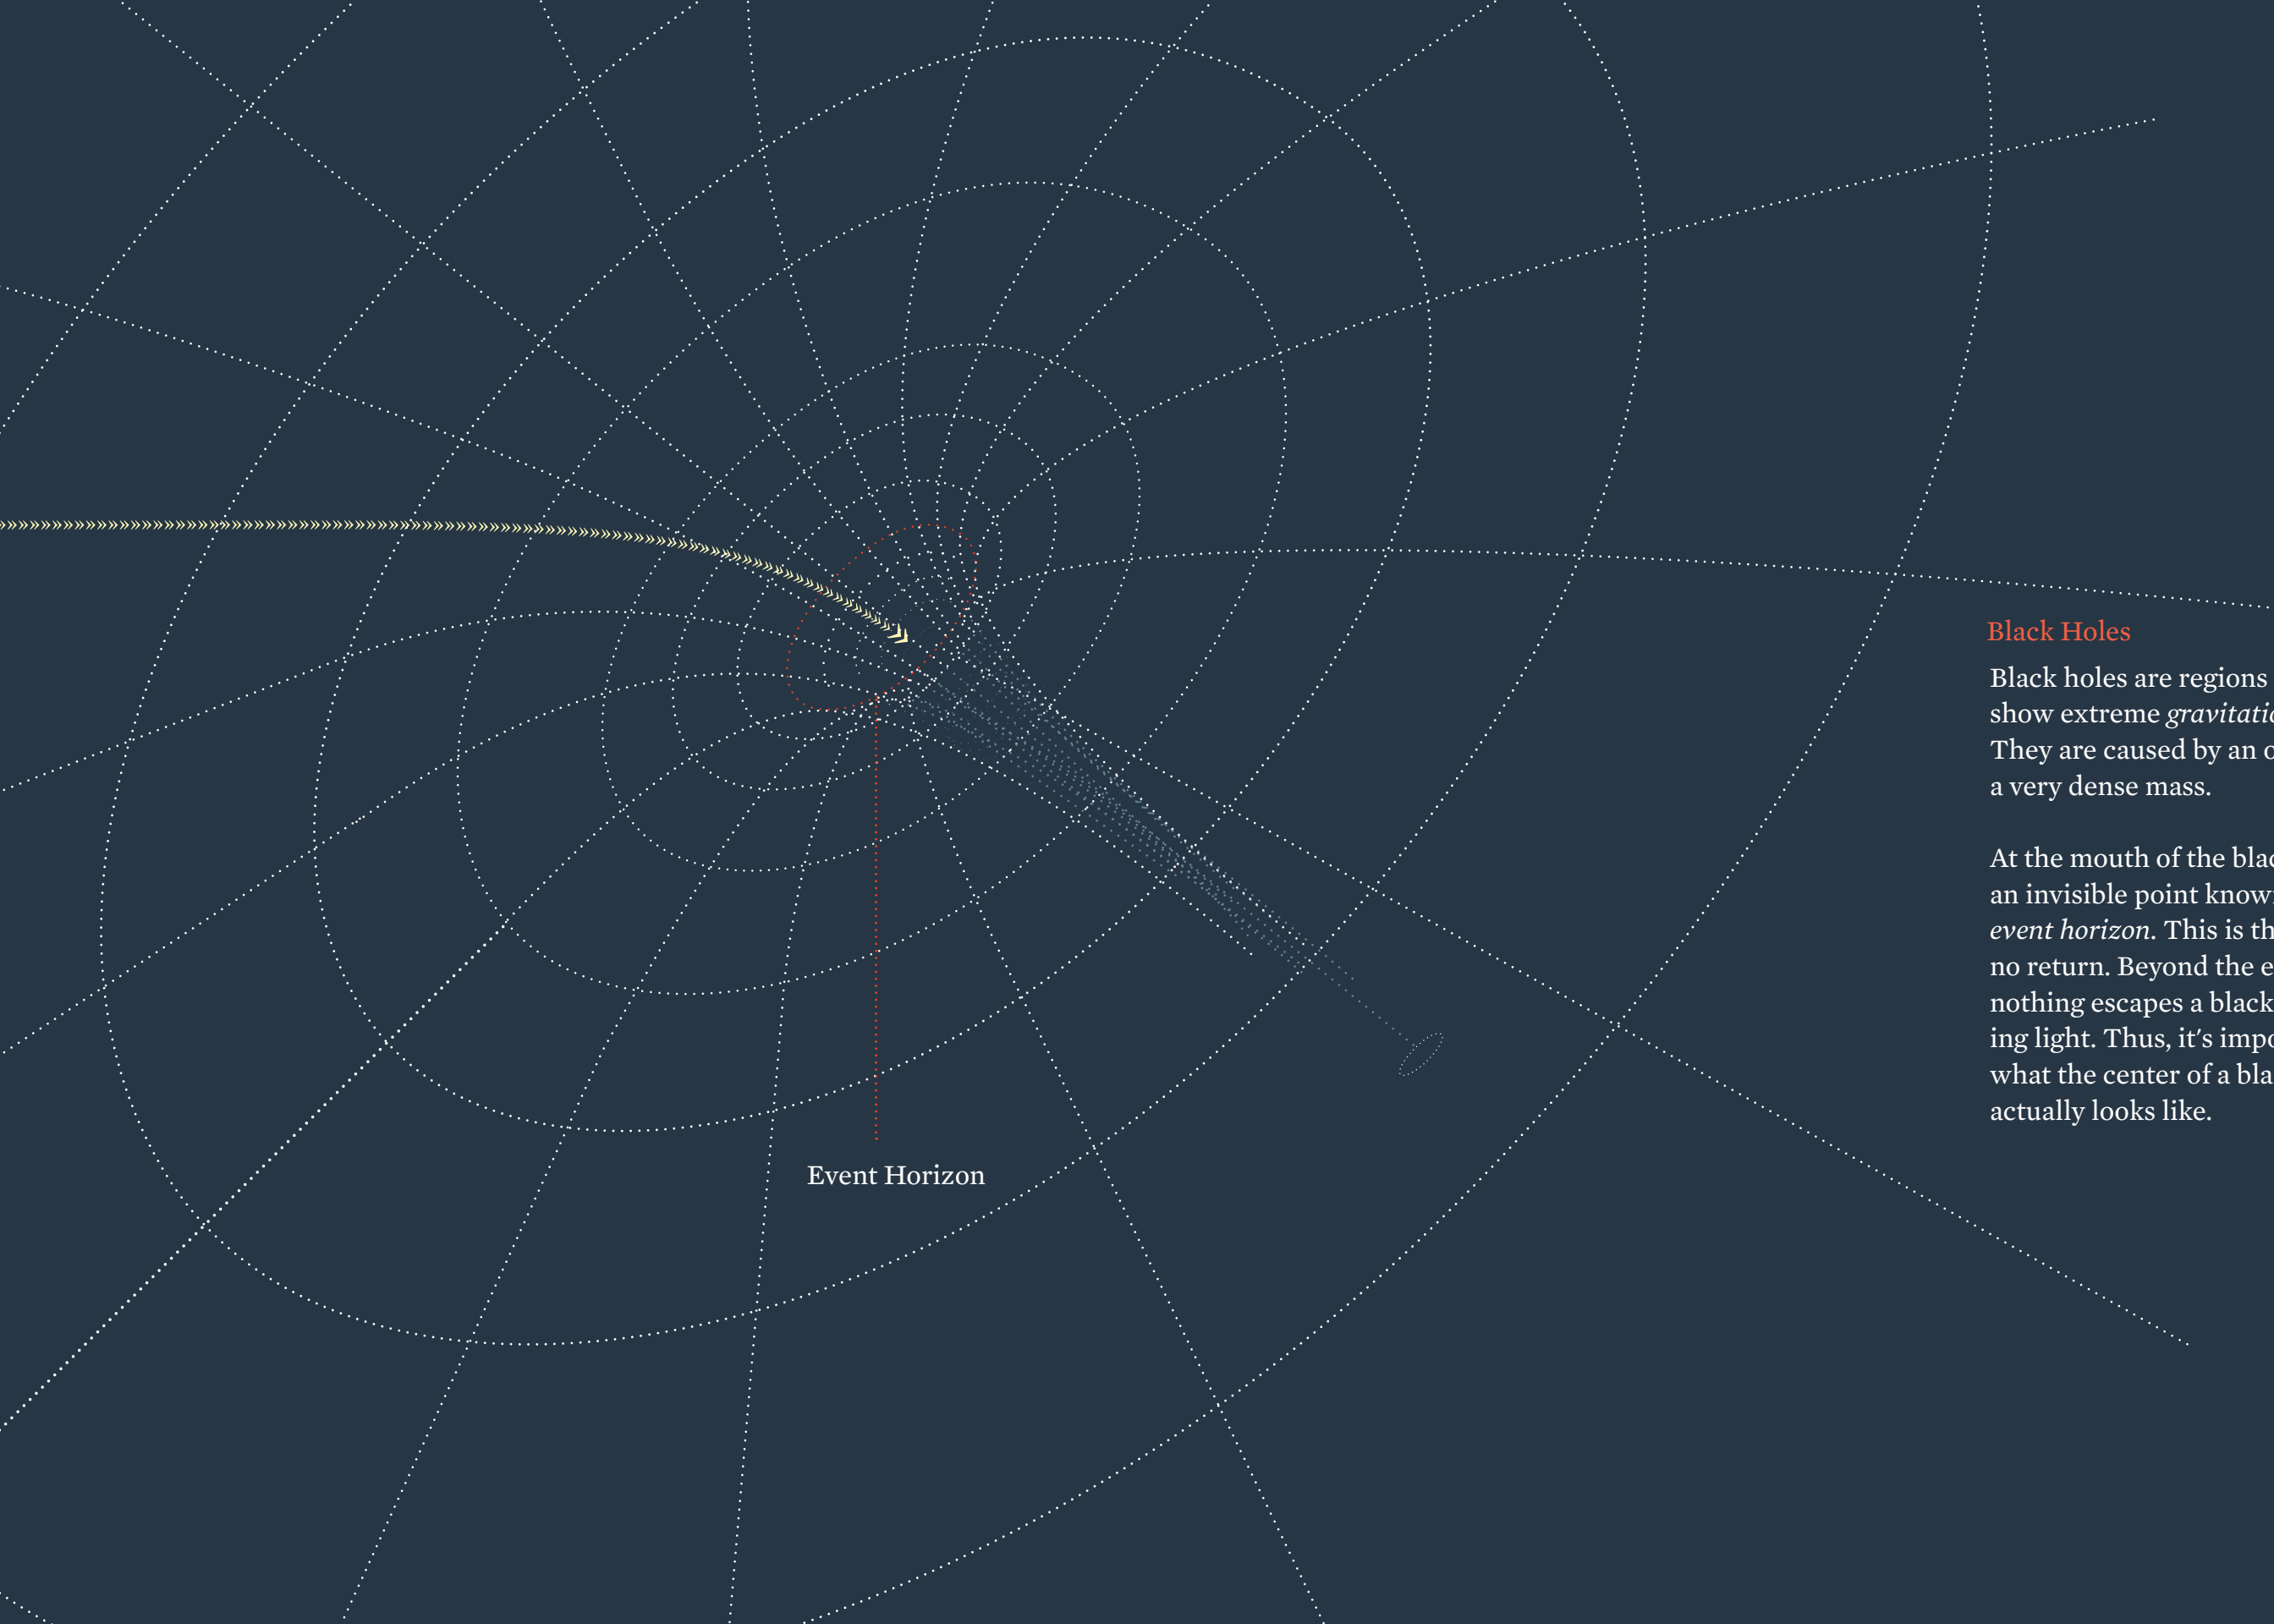 Event Horizon
Black Holes
Black holes are regions
show extreme
They are caused by an
a very dense mass.
At the mouth of the
an invisible point
event horizon. This is
no return. Beyond the
nothing escapes a black
ing light. Thus, it's
what the center of a
actually looks like.